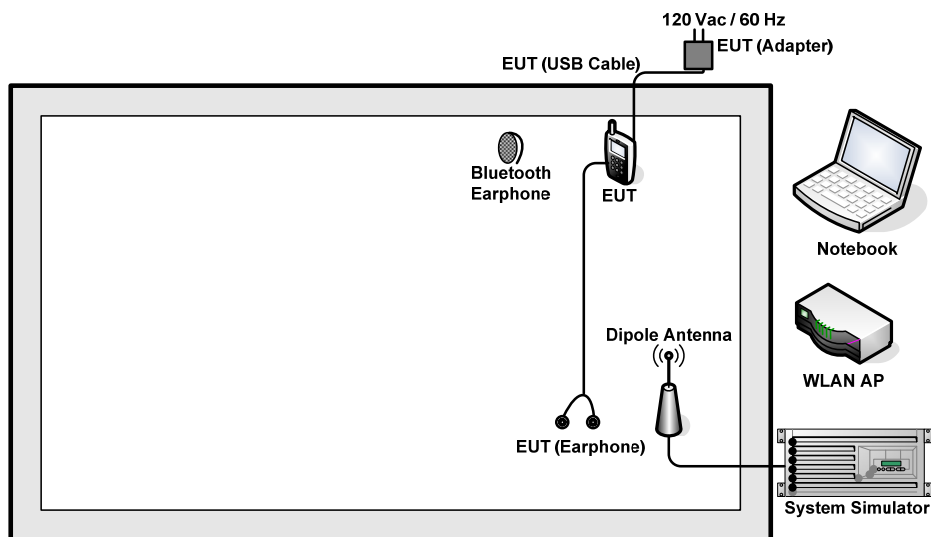 120 Vac / 60 Hz
EUT (Adapter)
EUT (USB Cable)
Bluetooth
Earphone
EUT
Notebook
Dipole Antenna
WLAN AP
EUT (Earphone)
System Simulator